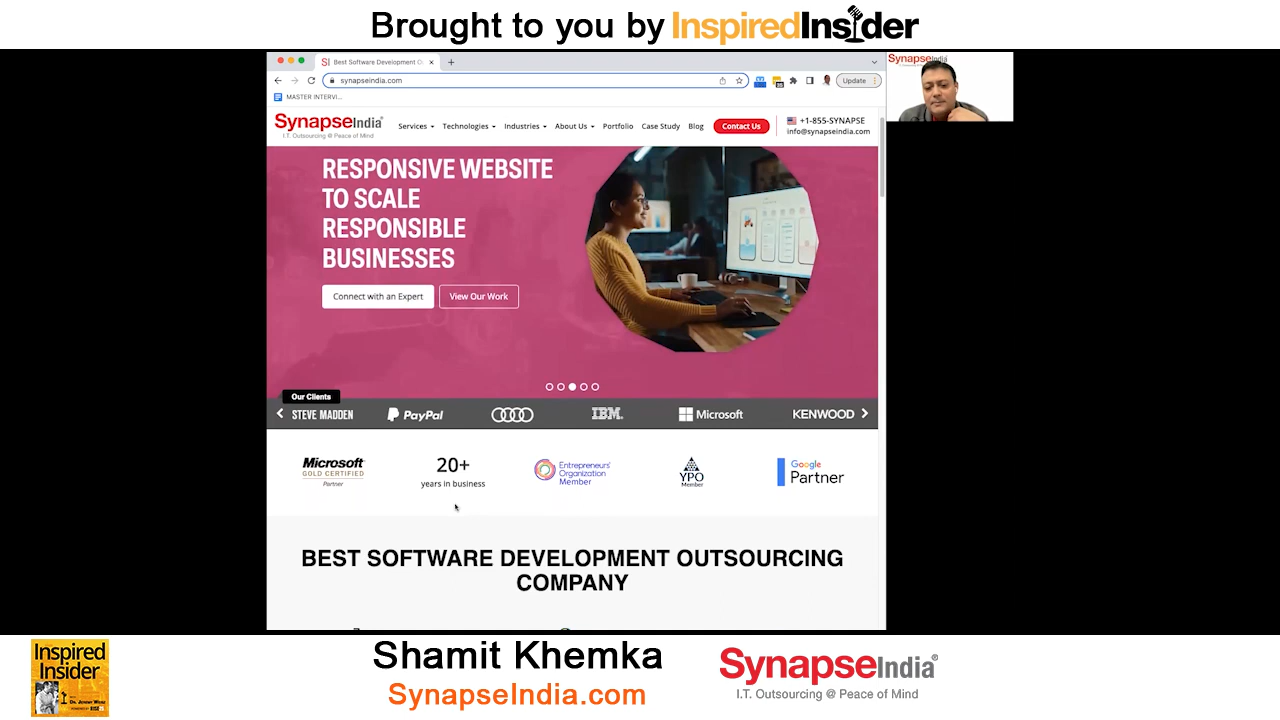 Brought to you by InspiredInsider
Best Software Development O
synapseindia.com
Update
MASTER INTERVI...
SynapseIndia
SynapseIndia®
I.T. Outsourcing @ Peace of Mind
Services
Technologies
Industries
About Us
Portfolio
Case Study
Blog
Contact Us
+1-855-SYNAPSE
info@synapseindia.com
RESPONSIVE WEBSITE
TO SCALE
RESPONSIBLE
BUSINESSES
Connect with an Expert
View Our Work
Our Clients
STEVE MADDEN
PayPal
IBM.
Microsoft
KENWOOD
Microsoft
GOLD CERTIFIED
Partner
20+
years in business
Entrepreneurs'
Organization
Member
YPO
Member
Google
Partner
BEST SOFTWARE DEVELOPMENT OUTSOURCING
COMPANY
Inspired
Insider
Shamit Khemka
SynapseIndia.com
SynapseIndia®
I.T. Outsourcing @ Peace of Mind